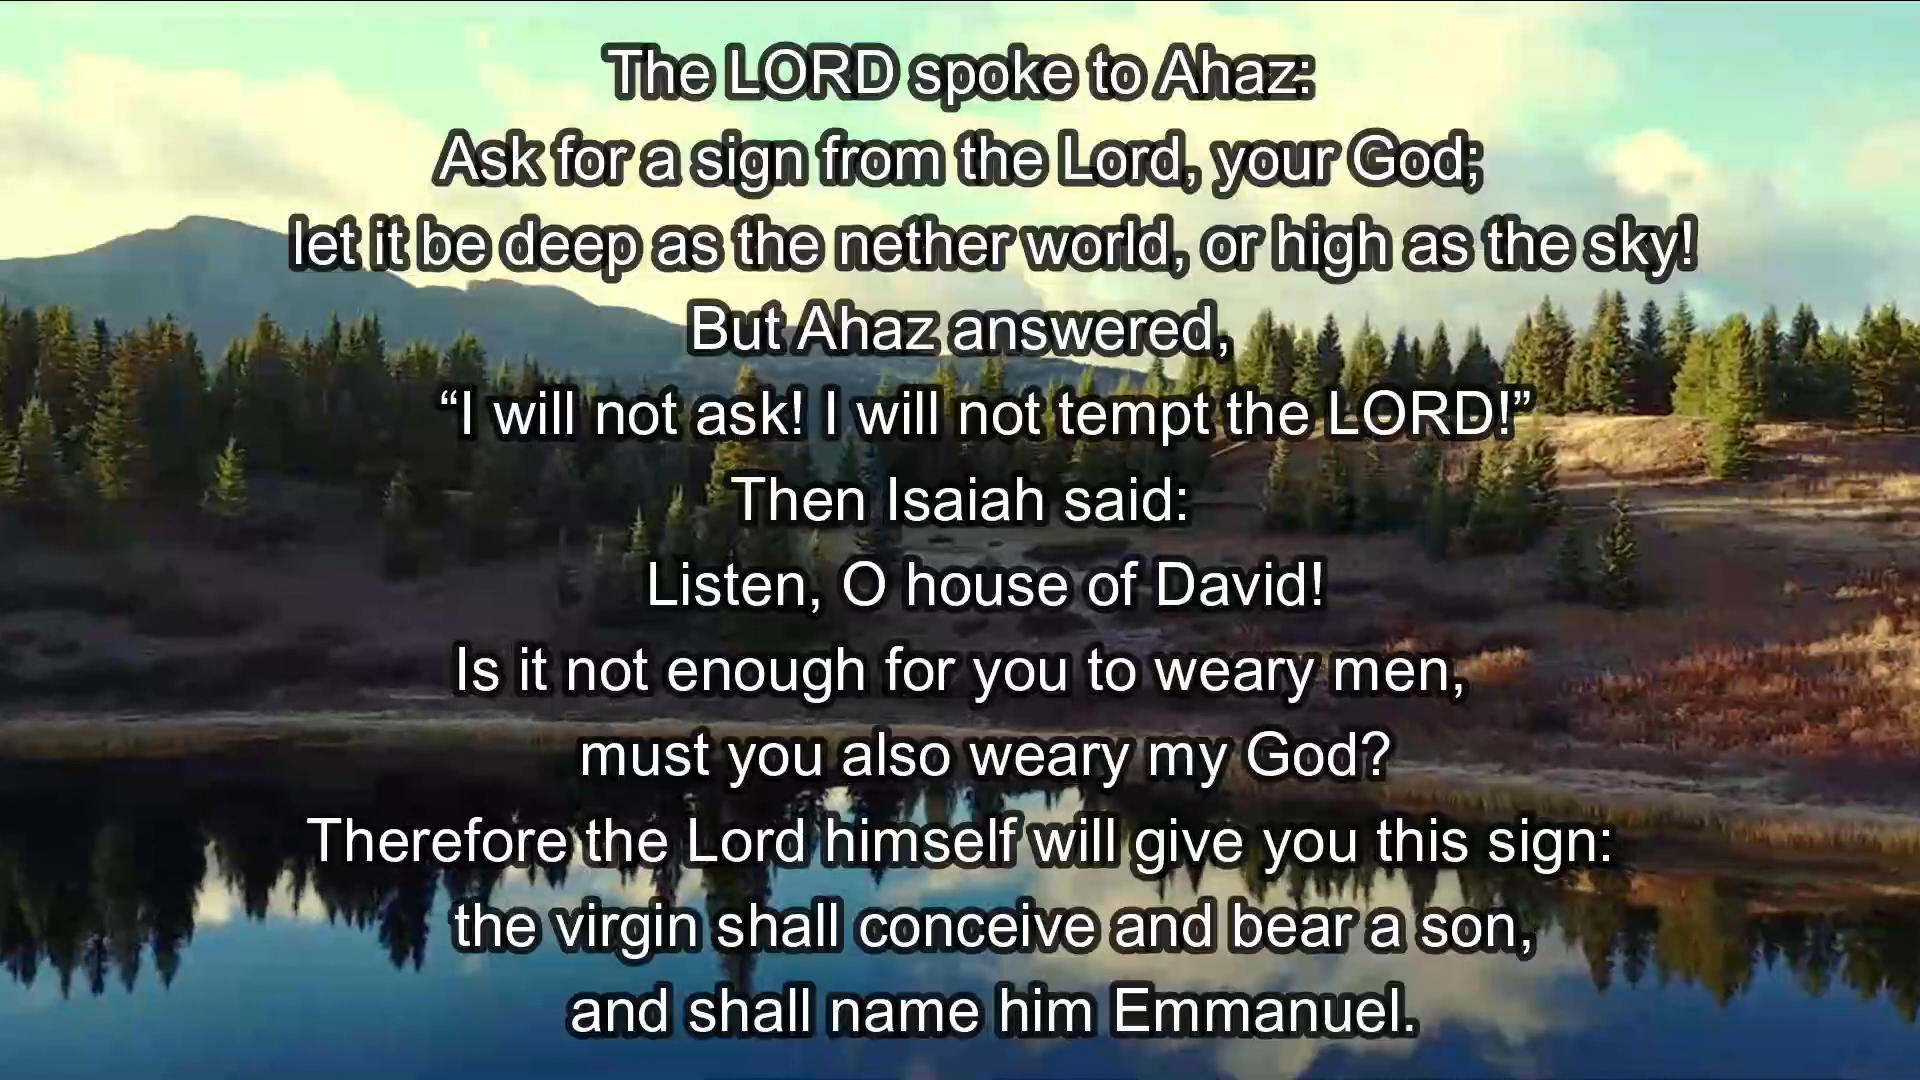 The LORD spoke to Ahaz:
Ask for a sign from the Lord, your God;
let it be deep as the nether world, or high as the sky!
But Ahaz answered,
“I will not ask! I will not tempt the LORD!”
Then Isaiah said:
Listen, O house of David!
Is it not enough for you to weary men,
must you also weary my God?
Therefore the Lord himself will give you this sign:
the virgin shall conceive and bear a son,
and shall name him Emmanuel.